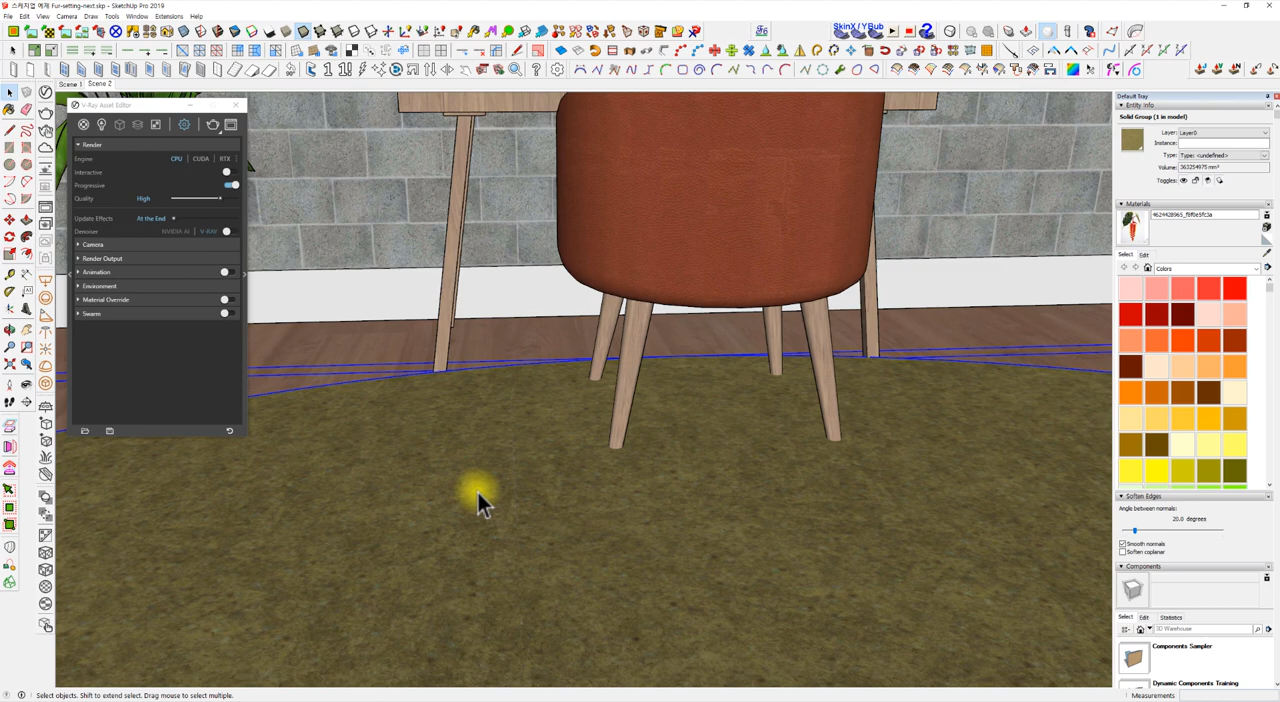 스케치업 예제 Fur-setting-next.skp - SketchUp Pro 2019
File Edit View Camera Draw Tools Window Extensions Help
SkinX/YBub
Scene 1 Scene 2
V-Ray Asset Editor
Render
Engine CPU CUDA RTX
Interactive
Progressive
Quality High
Update Effects At the End
Denoiser NVIDIA AI V-RAY
Camera
Render Output
Animation
Environment
Material Override
Swarm
Default Tray
Entity Info
Solid Group (1 in model)
Layer: Layer0
Instance:
Type: Type: <undefined>
Volume: 363254975 mm³
Toggles:
Materials
4624428965_f8f0e5fc3a
Select Edit
Colors
Soften Edges
Angle between normals:
20.0 degrees
Smooth normals
Soften coplanar
Components
Select Edit Statistics
3D Warehouse
Components Sampler
Dynamic Components Training
Select objects. Shift to extend select. Drag mouse to select multiple.
Measurements